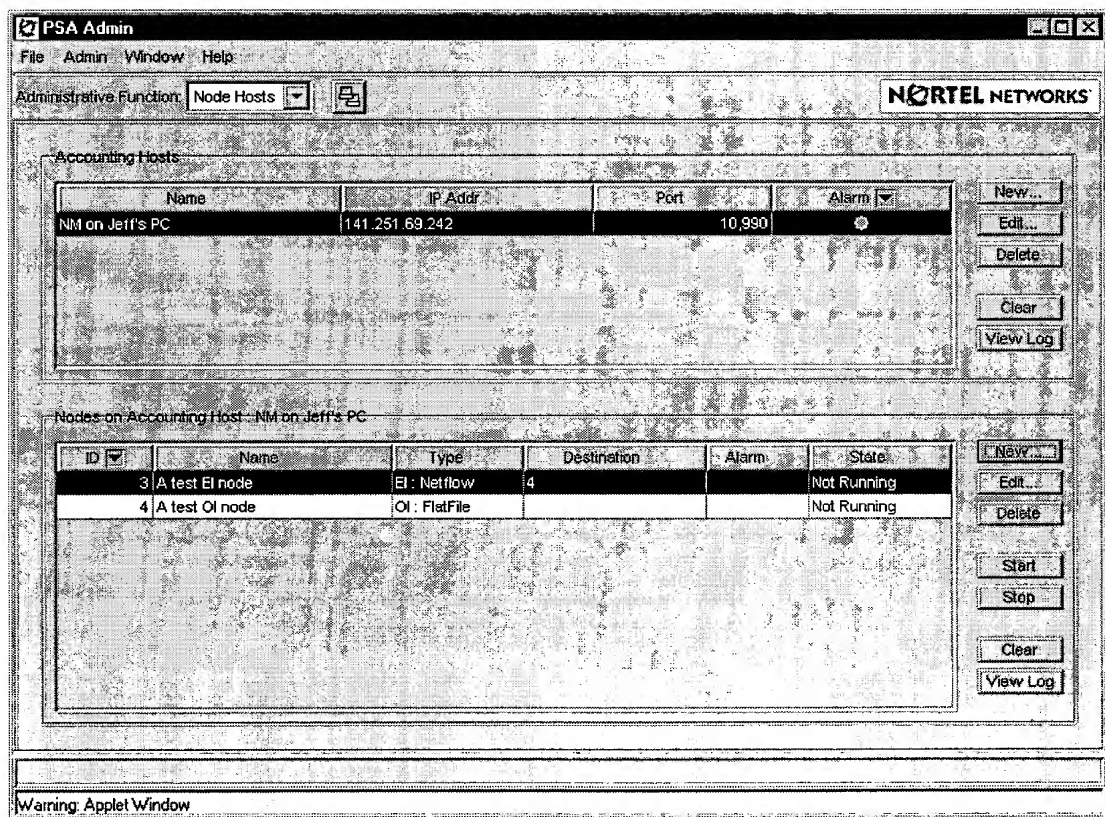 PSA Admin
File Admin Window Help
Administrative Function: Node Hosts
NORTEL NETWORKS
Accounting Hosts
Name IP Addr Port Alarm
NM on Jeff's PC 141.251.69.242 10,990
New...
Edit...
Delete
Clear
View Log
Nodes on Accounting Host : NM on Jeff's PC
ID Name Type Destination Alarm State
3 A test EI node EI : Netflow 4 Not Running
4 A test OI node OI : FlatFile Not Running
New...
Edit...
Delete
Start
Stop
Clear
View Log
Warning: Applet Window